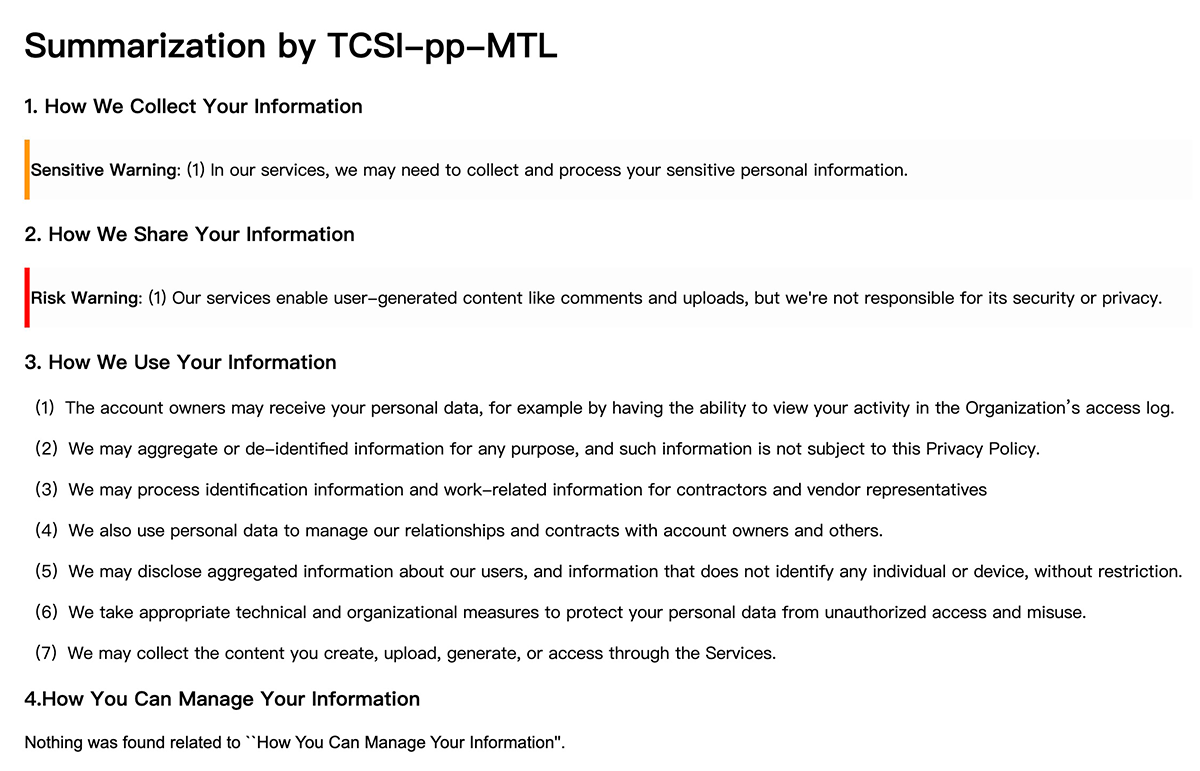 Summarization by TCSI-pp-MTL
1. How We Collect Your Information
Sensitive Warning: (1) In our services, we may need to collect and process your sensitive personal information.
2. How We Share Your Information
Risk Warning: (1) Our services enable user-generated content like comments and uploads, but we're not responsible for its security or privacy.
3. How We Use Your Information
(1) The account owners may receive your personal data, for example by having the ability to view your activity in the Organization’s access log.
(2) We may aggregate or de-identified information for any purpose, and such information is not subject to this Privacy Policy.
(3) We may process identification information and work-related information for contractors and vendor representatives
(4) We also use personal data to manage our relationships and contracts with account owners and others.
(5) We may disclose aggregated information about our users, and information that does not identify any individual or device, without restriction.
(6) We take appropriate technical and organizational measures to protect your personal data from unauthorized access and misuse.
(7) We may collect the content you create, upload, generate, or access through the Services.
4.How You Can Manage Your Information
Nothing was found related to ``How You Can Manage Your Information".